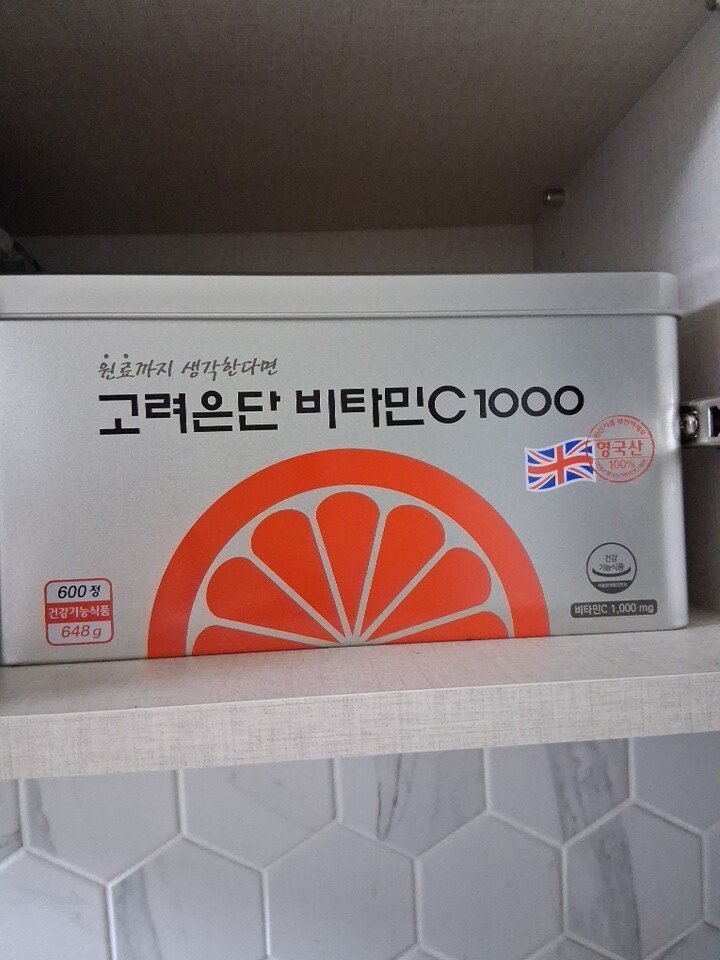 원료까지 생각한다면
고려은단 비타민C 1000
영국산
100%
600정
건강기능식품
648 g
건강
기능식품
비타민C 1,000 mg